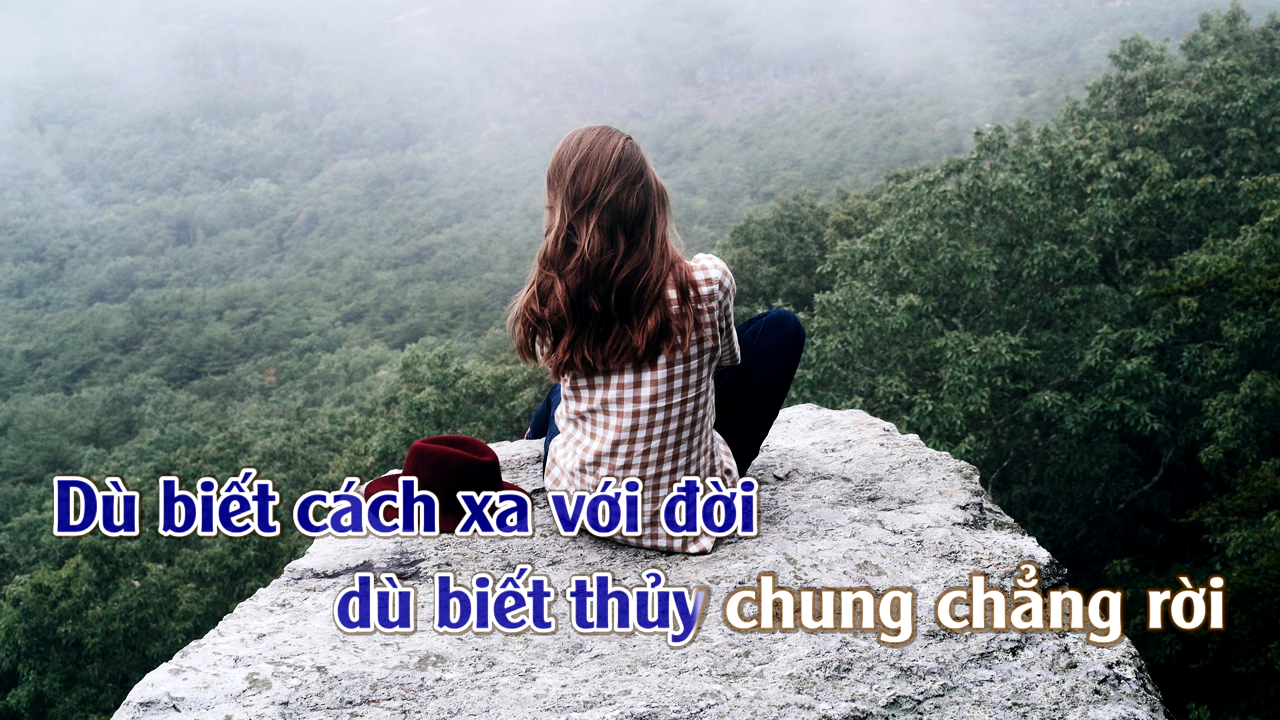 Dù biết cách xa với đời
dù biết thủy chung chẳng rời